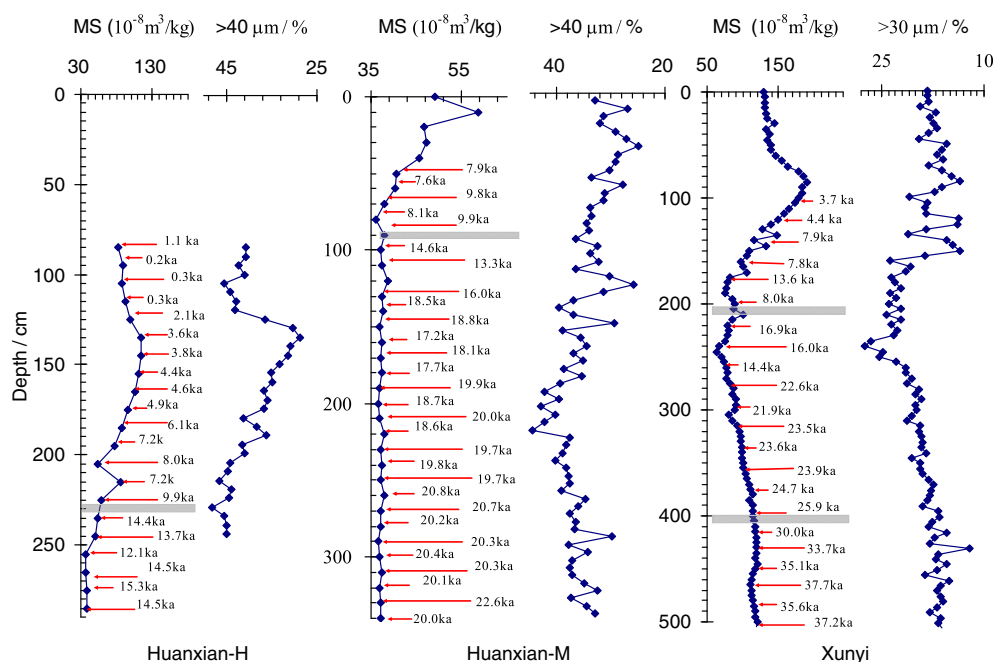 MS (10⁻⁸m³/kg) >40 µm / %
30 130 45 25
0
50
100
150
200
250
Depth / cm
1.1 ka
0.2ka
0.3ka
0.3ka
2.1ka
3.6ka
3.8ka
4.4ka
4.6ka
4.9ka
6.1ka
7.2k
8.0ka
7.2k
9.9ka
14.4ka
13.7ka
12.1ka
14.5ka
15.3ka
14.5ka
Huanxian-H
MS (10⁻⁸m³/kg) >40 µm / %
35 55 40 20
0
100
200
300
7.9ka
7.6ka
9.8ka
8.1ka
9.9ka
14.6ka
13.3ka
16.0ka
18.5ka
18.8ka
17.2ka
18.1ka
17.7ka
19.9ka
18.7ka
20.0ka
18.6ka
19.7ka
19.8ka
19.7ka
20.8ka
20.7ka
20.2ka
20.3ka
20.4ka
20.3ka
20.1ka
22.6ka
20.0ka
Huanxian-M
MS (10⁻⁸m³/kg) >30 µm / %
50 150 25 10
0
100
200
300
400
500
3.7 ka
4.4 ka
7.9ka
7.8ka
13.6 ka
8.0ka
16.9ka
16.0ka
14.4ka
22.6ka
21.9ka
23.5ka
23.6ka
23.9ka
24.7 ka
25.9 ka
30.0ka
33.7ka
35.1ka
37.7ka
35.6ka
37.2ka
Xunyi